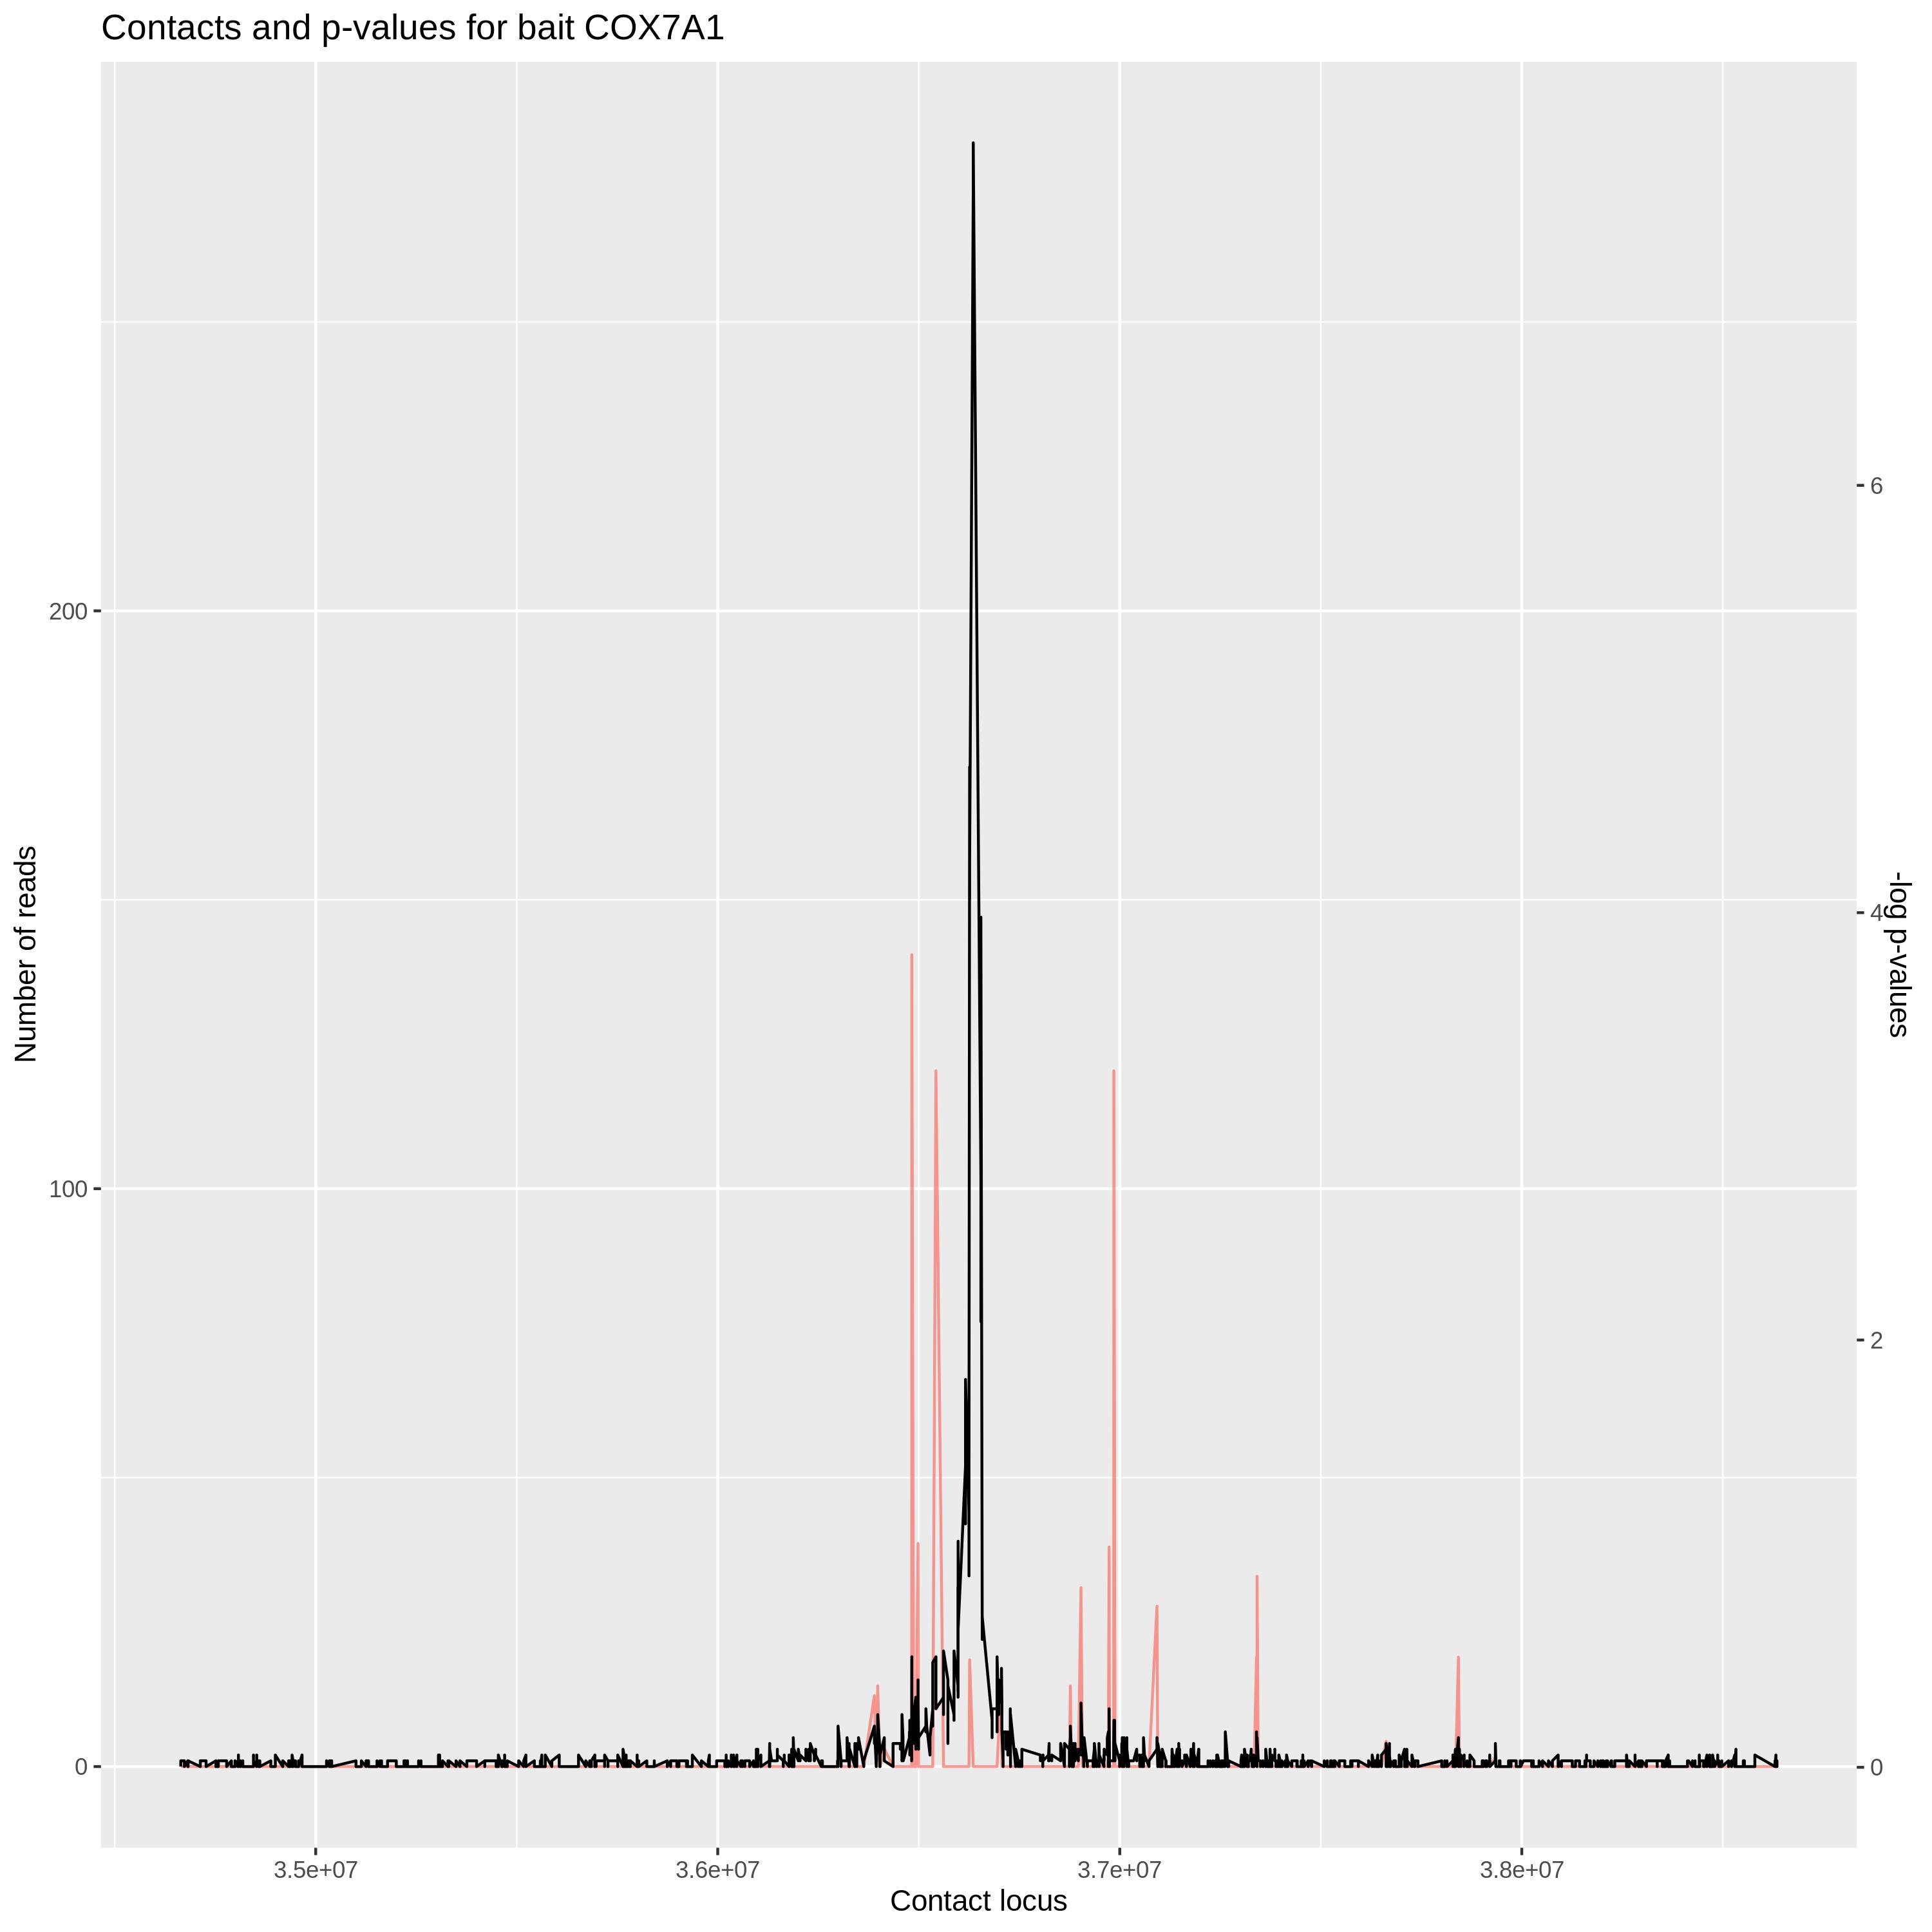 Contacts and p-values for bait COX7A1
Number of reads
200
100
0
6
4
2
0
-log p-values
3.5e+07 3.6e+07 3.7e+07 3.8e+07
Contact locus